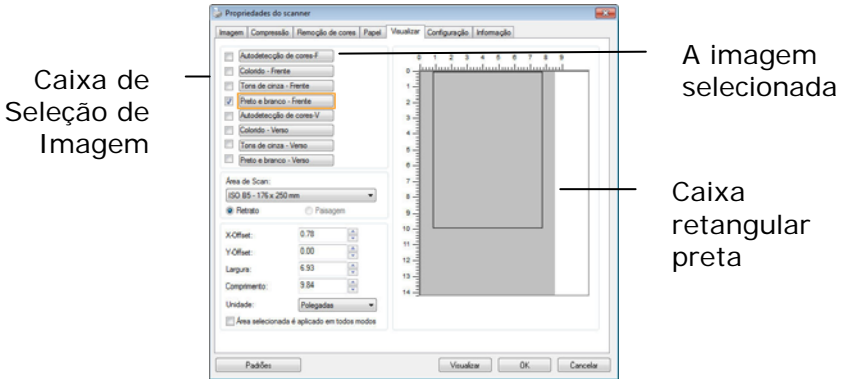 Propriedades do scanner
Imagem Compressão Remoção de cores Papel Visualizar Configuração Informação
Autodetecção de cores-F
Colorido - Frente
Tons de cinza - Frente
Preto e branco - Frente
Autodetecção de cores-V
Colorido - Verso
Tons de cinza - Verso
Preto e branco - Verso
Área de Scan:
ISO B5 - 176 x 250 mm
Retrato Paisagem
X-Offset: 0.78
Y-Offset: 0.00
Largura: 6.93
Comprimento: 9.84
Unidade: Polegadas
Área selecionada é aplicado em todos modos
0 1 2 3 4 5 6 7 8 9
0
1
2
3
4
5
6
7
8
9
10
11
12
13
14
Padrões Visualizar OK Cancelar
Caixa de
Seleção de
Imagem
A imagem
selecionada
Caixa
retangular
preta